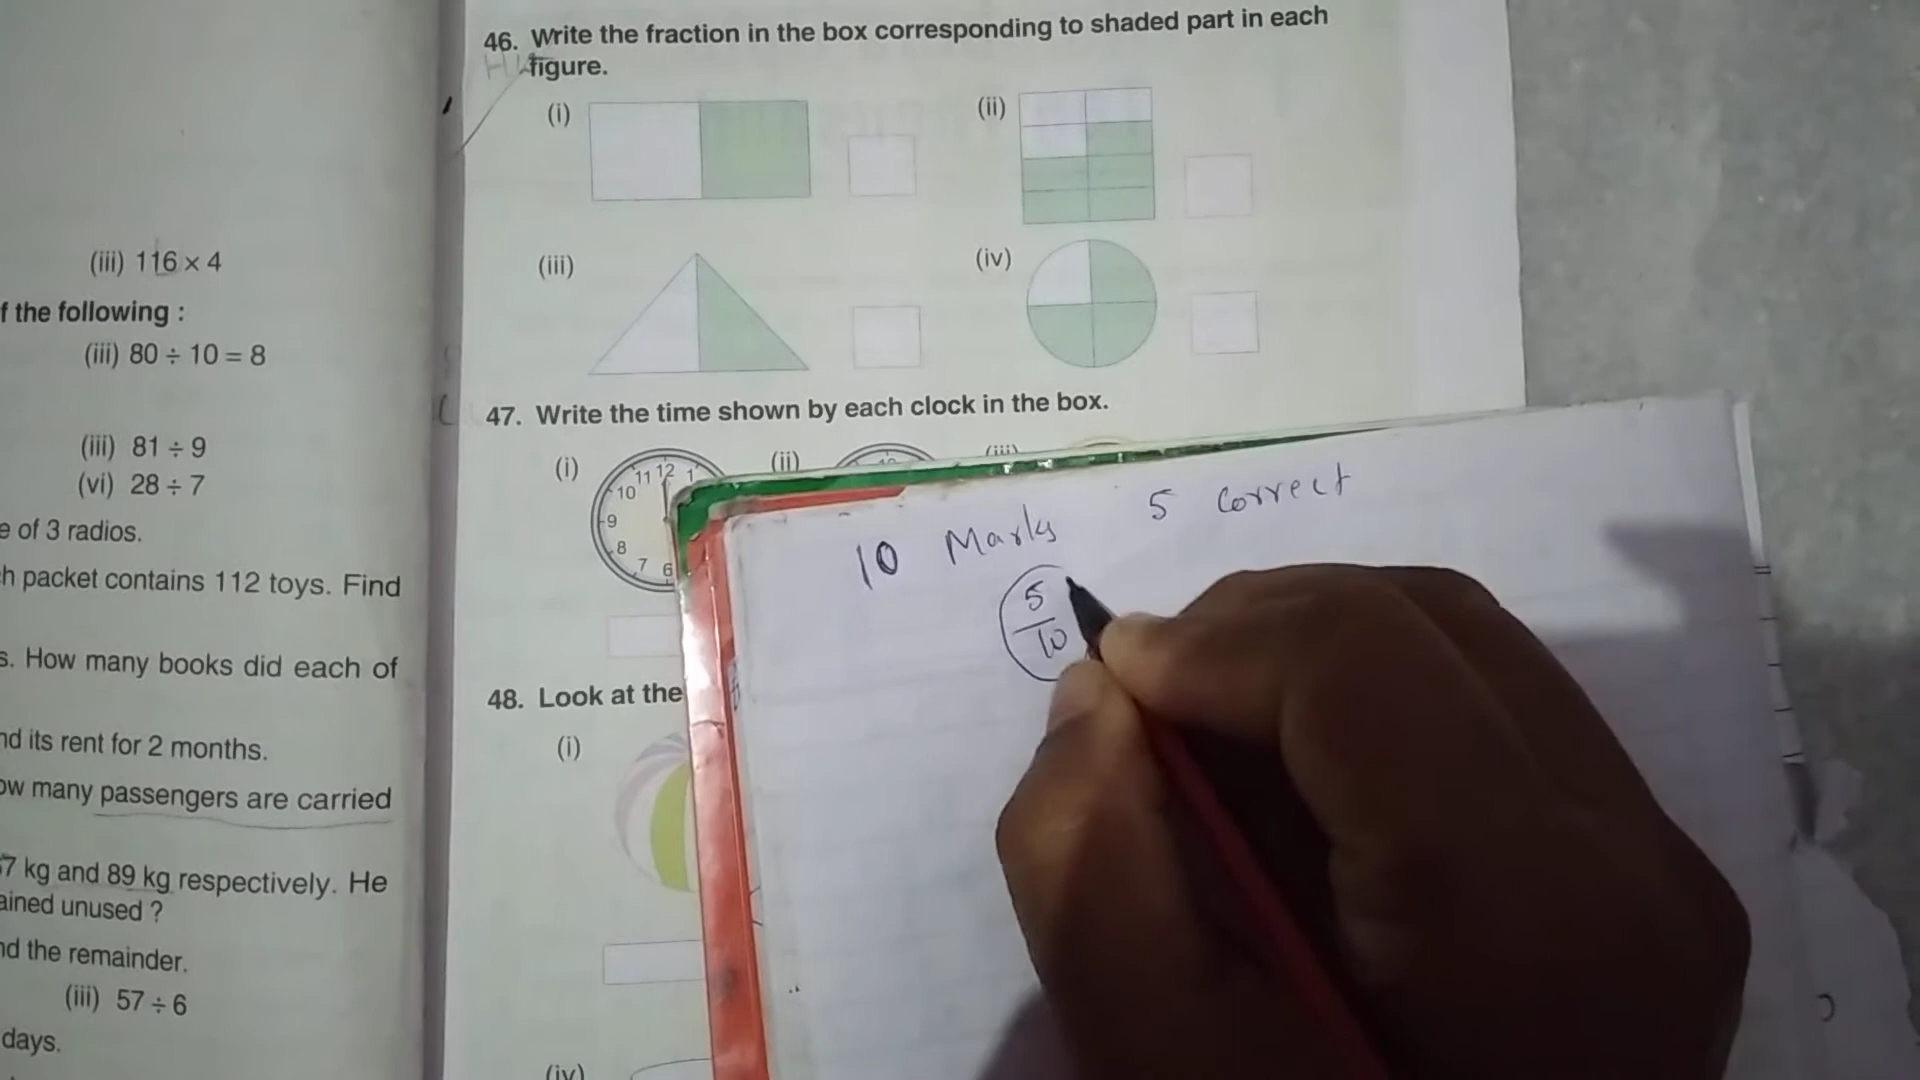 (iii) 116 × 4
f the following :
(iii) 80 ÷ 10 = 8
(iii) 81 ÷ 9
(vi) 28 ÷ 7
e of 3 radios.
h packet contains 112 toys. Find
s. How many books did each of
nd its rent for 2 months.
ow many passengers are carried
67 kg and 89 kg respectively. He
ained unused ?
nd the remainder.
(iii) 57 ÷ 6
days.
46. Write the fraction in the box corresponding to shaded part in each
figure.
(i)
(ii)
(iii)
(iv)
47. Write the time shown by each clock in the box.
(i)
11 12 1
10
9
8
7 6
(ii)
(iii)
48. Look at the
(i)
(iv)
10 Marks 5 Correct
5
10